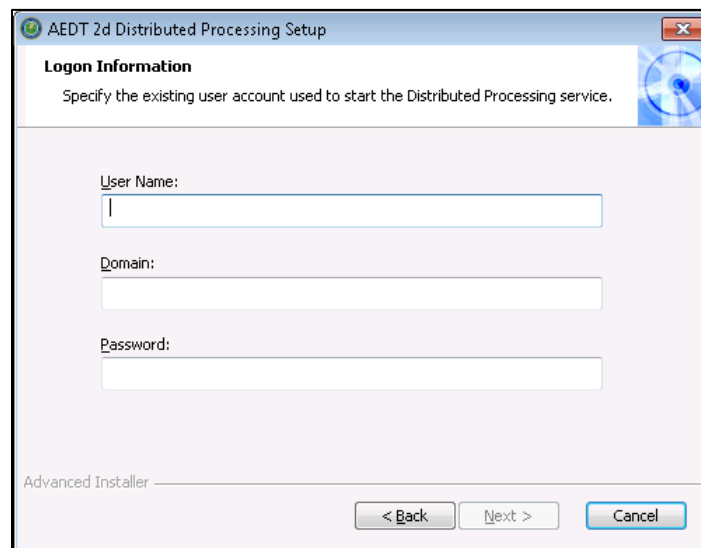 AEDT 2d Distributed Processing Setup
Logon Information
Specify the existing user account used to start the Distributed Processing service.
User Name:
Domain:
Password:
Advanced Installer
< Back Next > Cancel